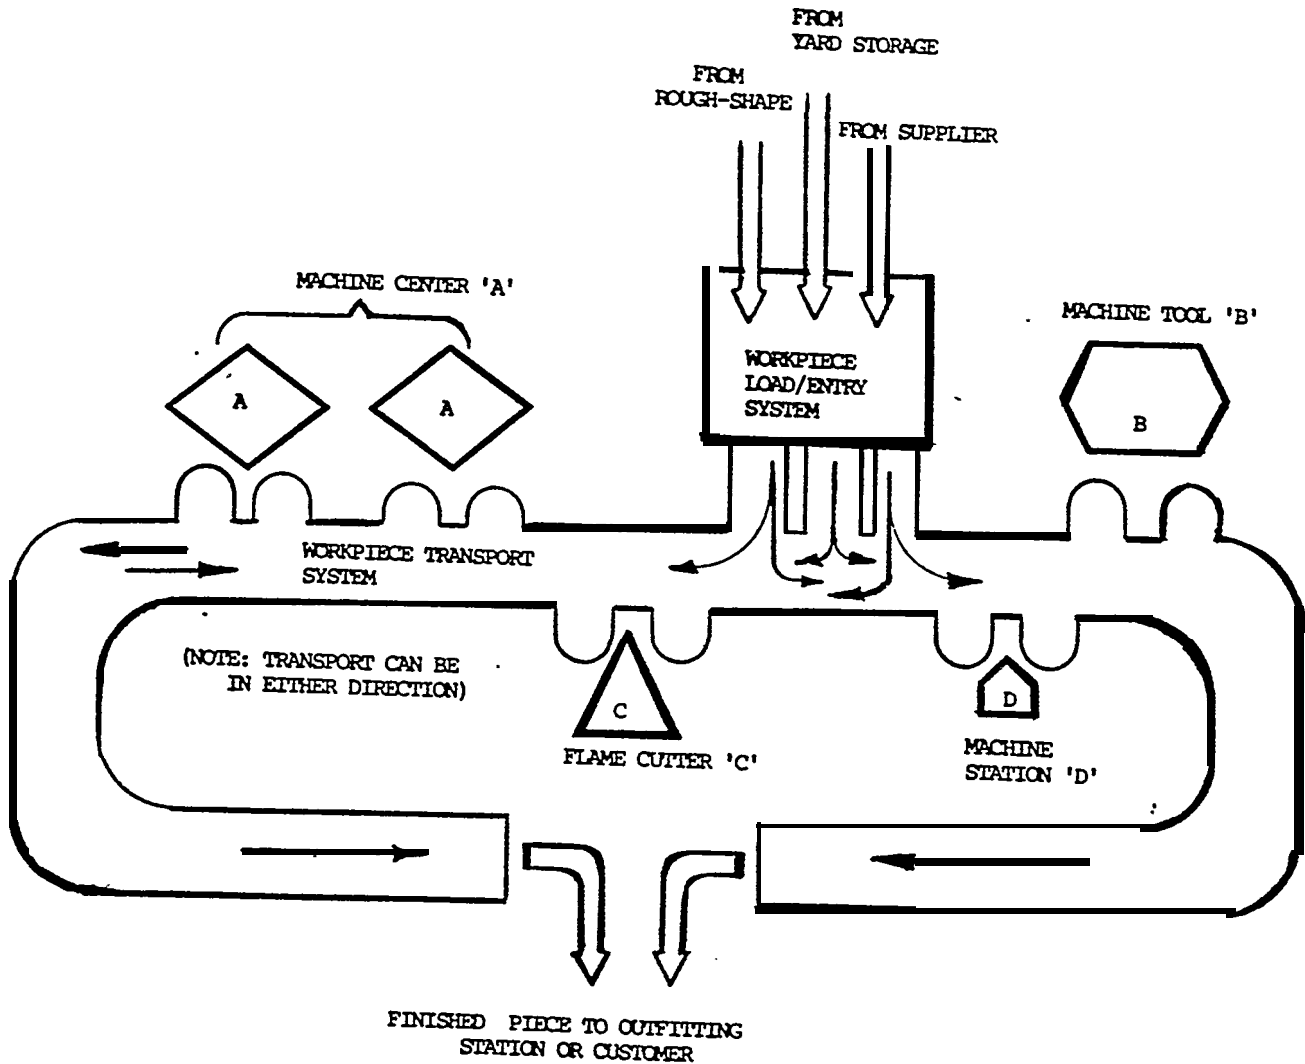 FROM
YARD STORAGE
FROM
ROUGH-SHAPE
FROM SUPPLIER
MACHINE CENTER 'A'
MACHINE TOOL 'B'
WORKPIECE
LOAD/ENTRY
SYSTEM
A
A
B
WORKPIECE TRANSPORT
SYSTEM
(NOTE: TRANSPORT CAN BE
IN EITHER DIRECTION)
C
FLAME CUTTER 'C'
D
MACHINE
STATION 'D'
FINISHED PIECE TO OUTFITTING
STATION OR CUSTOMER